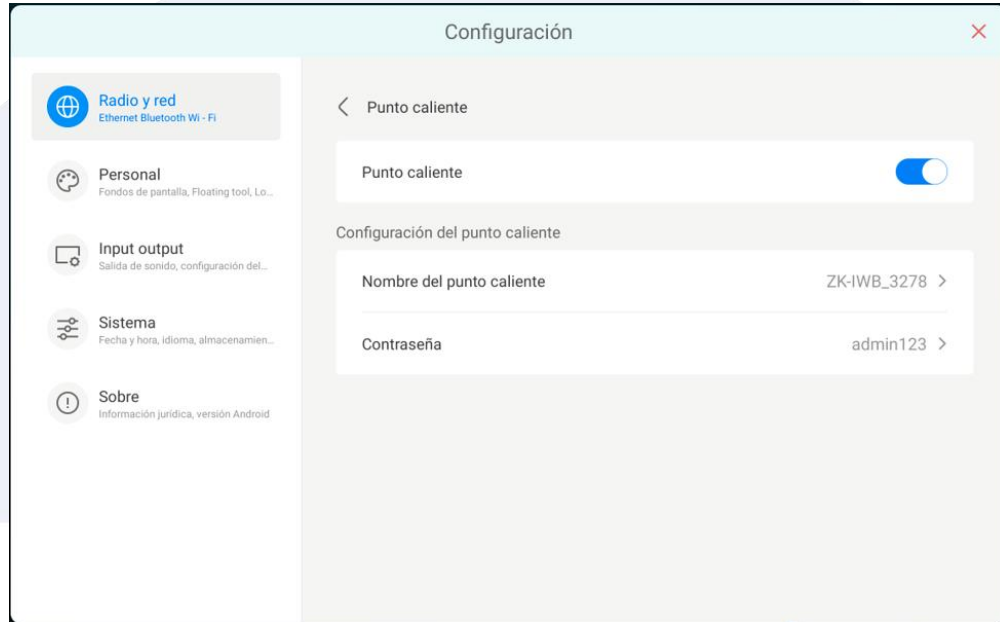 Configuración
Radio y red
Ethernet Bluetooth Wi - Fi
Personal
Fondos de pantalla, Floating tool, Lo...
Input output
Salida de sonido, configuración del...
Sistema
Fecha y hora, idioma, almacenamien...
Sobre
Información jurídica, versión Android
Punto caliente
Punto caliente
Configuración del punto caliente
Nombre del punto caliente ZK-IWB_3278
Contraseña admin123